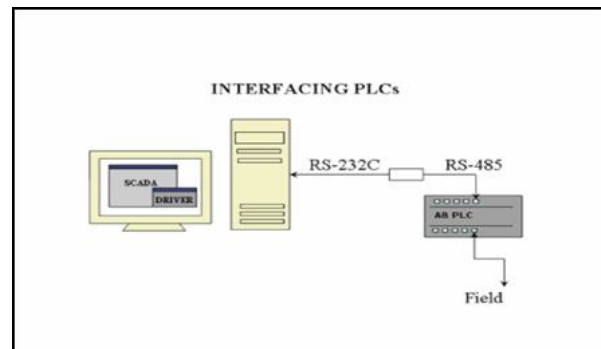 INTERFACING PLCs
RS-232C
RS-485
SCADA
DRIVER
AB PLC
Field